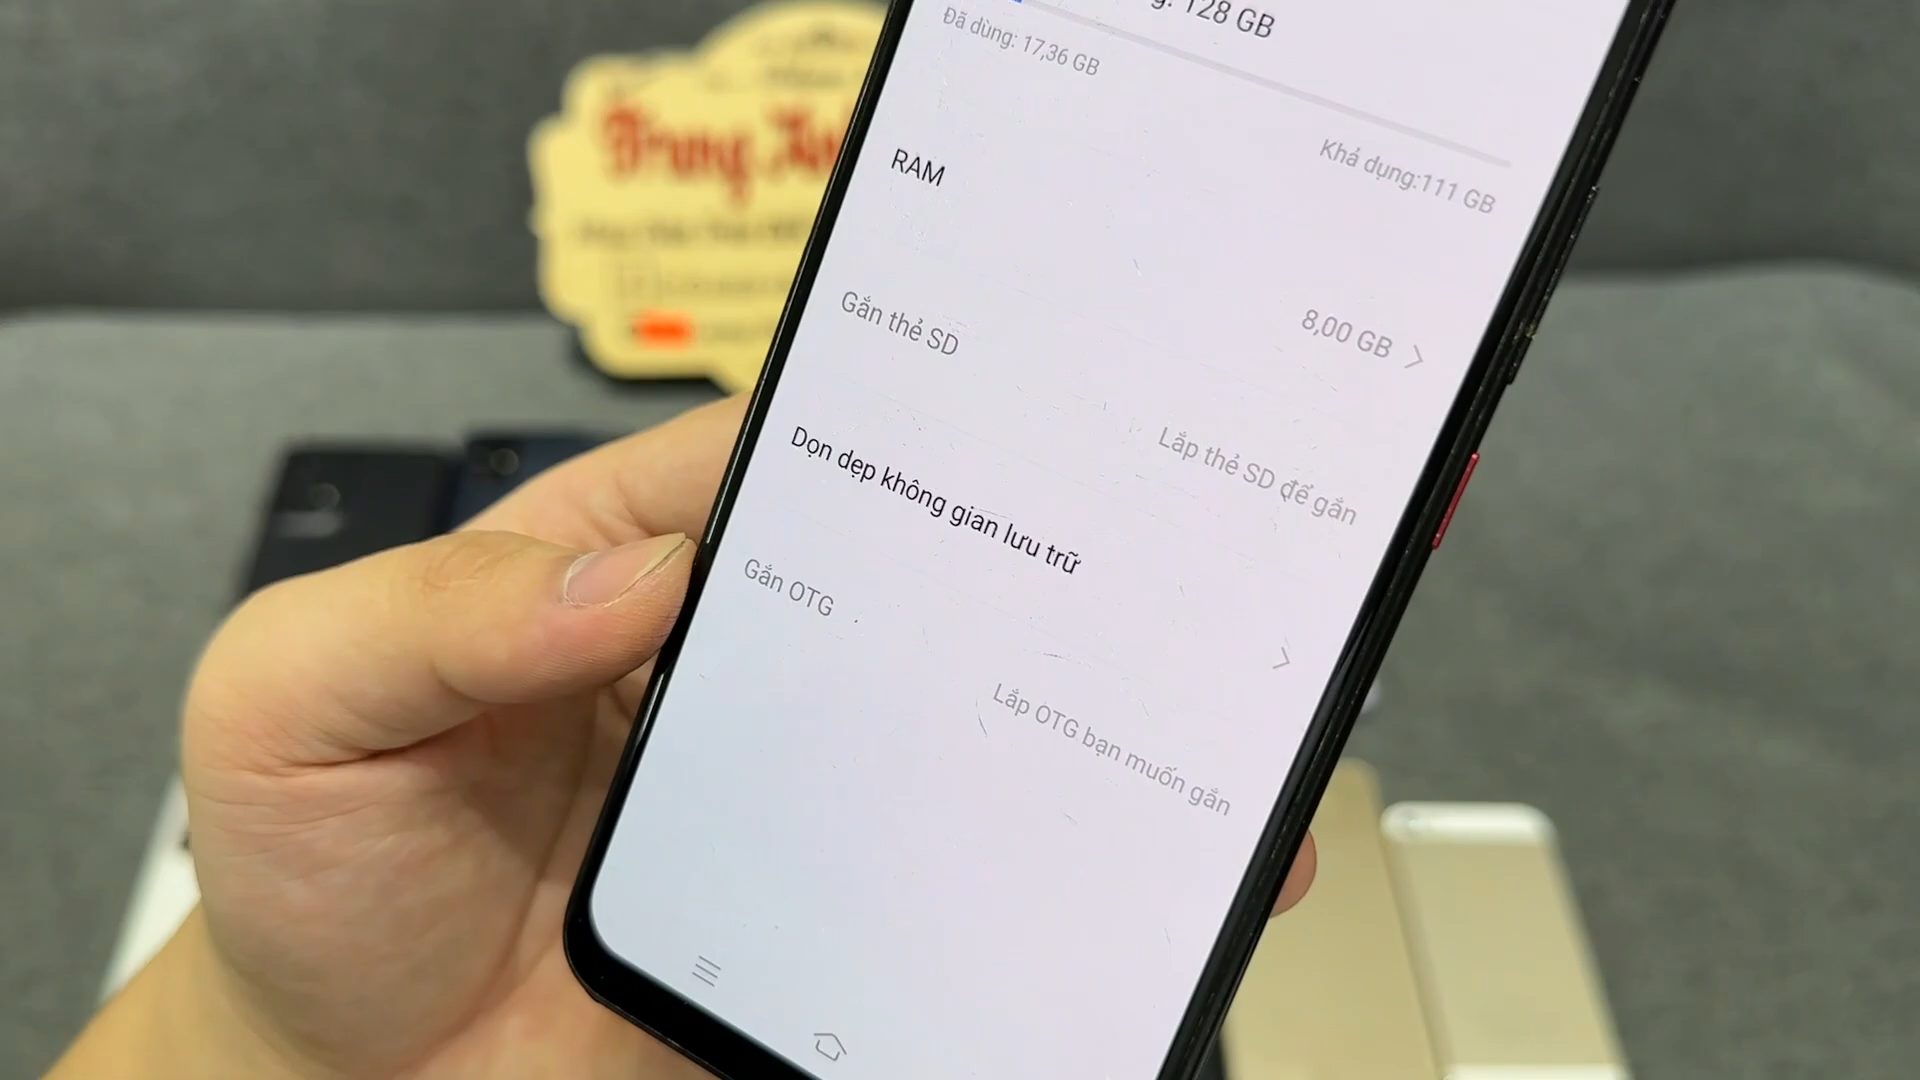 128 GB
Đã dùng: 17,36 GB
Khả dụng:111 GB
RAM
8,00 GB
Gắn thẻ SD
Lắp thẻ SD để gắn
Dọn dẹp không gian lưu trữ
Gắn OTG
Lắp OTG bạn muốn gắn
Trung